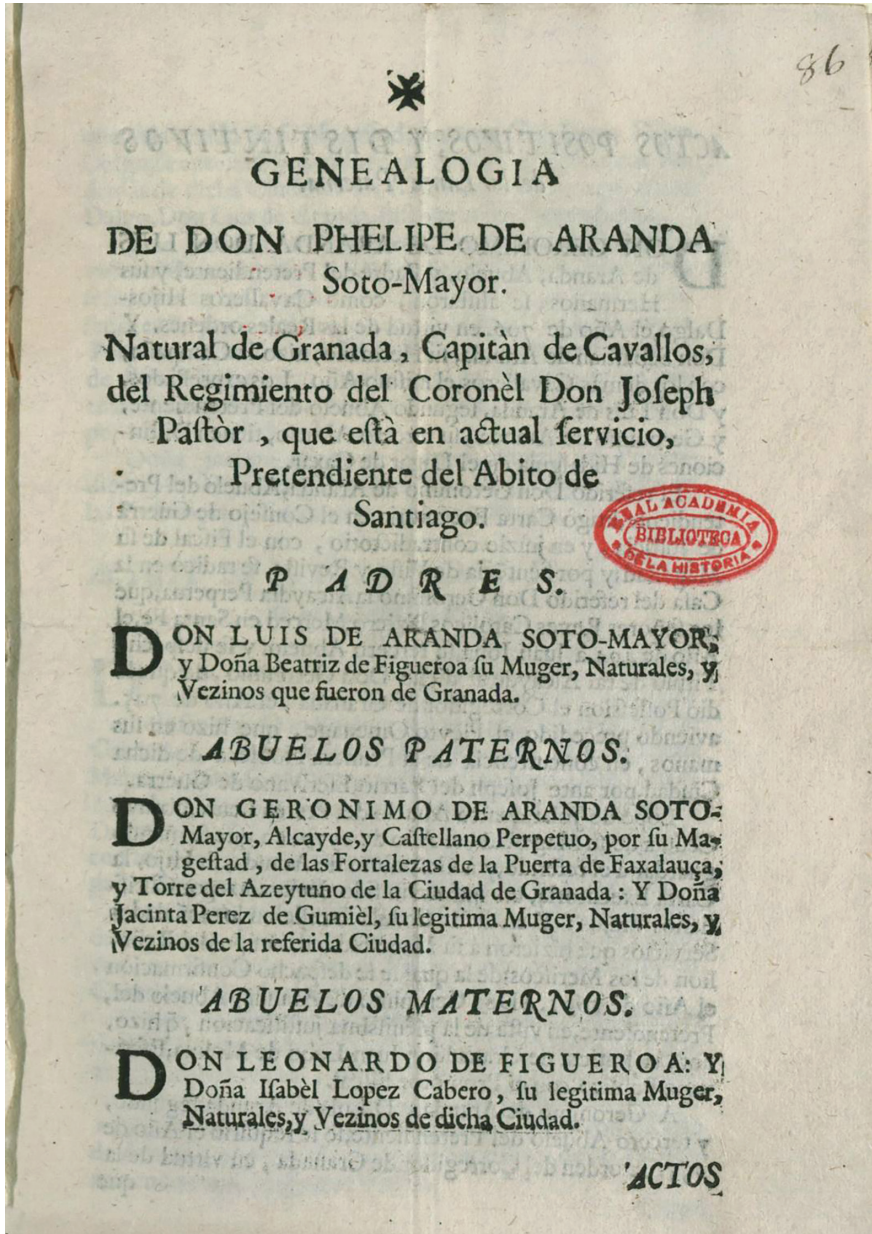 86
✠
GENEALOGIA
DE DON PHELIPE DE ARANDA
Soto-Mayor.
Natural de Granada, Capitàn de Cavallos,
del Regimiento del Coronèl Don Joſeph
Paſtòr, que eſtà en actual ſervicio,
Pretendiente del Abito de
Santiago.
REAL ACADEMIA
BIBLIOTECA
DE LA HISTORIA
PADRES.
DON LUIS DE ARANDA SOTO-MAYOR,
y Doña Beatriz de Figueroa ſu Muger, Naturales, y
Vezinos que fueron de Granada.
ABUELOS PATERNOS.
DON GERONIMO DE ARANDA SOTO-
Mayor, Alcayde, y Caſtellano Perpetuo, por ſu Ma-
geſtad, de las Fortalezas de la Puerta de Faxalauça,
y Torre del Azeytuno de la Ciudad de Granada: Y Doña
Jacinta Perez de Gumièl, ſu legitima Muger, Naturales, y
Vezinos de la referida Ciudad.
ABUELOS MATERNOS.
DON LEONARDO DE FIGUEROA: Y
Doña Iſabèl Lopez Cabero, ſu legitima Muger,
Naturales, y Vezinos de dicha Ciudad.
ACTOS